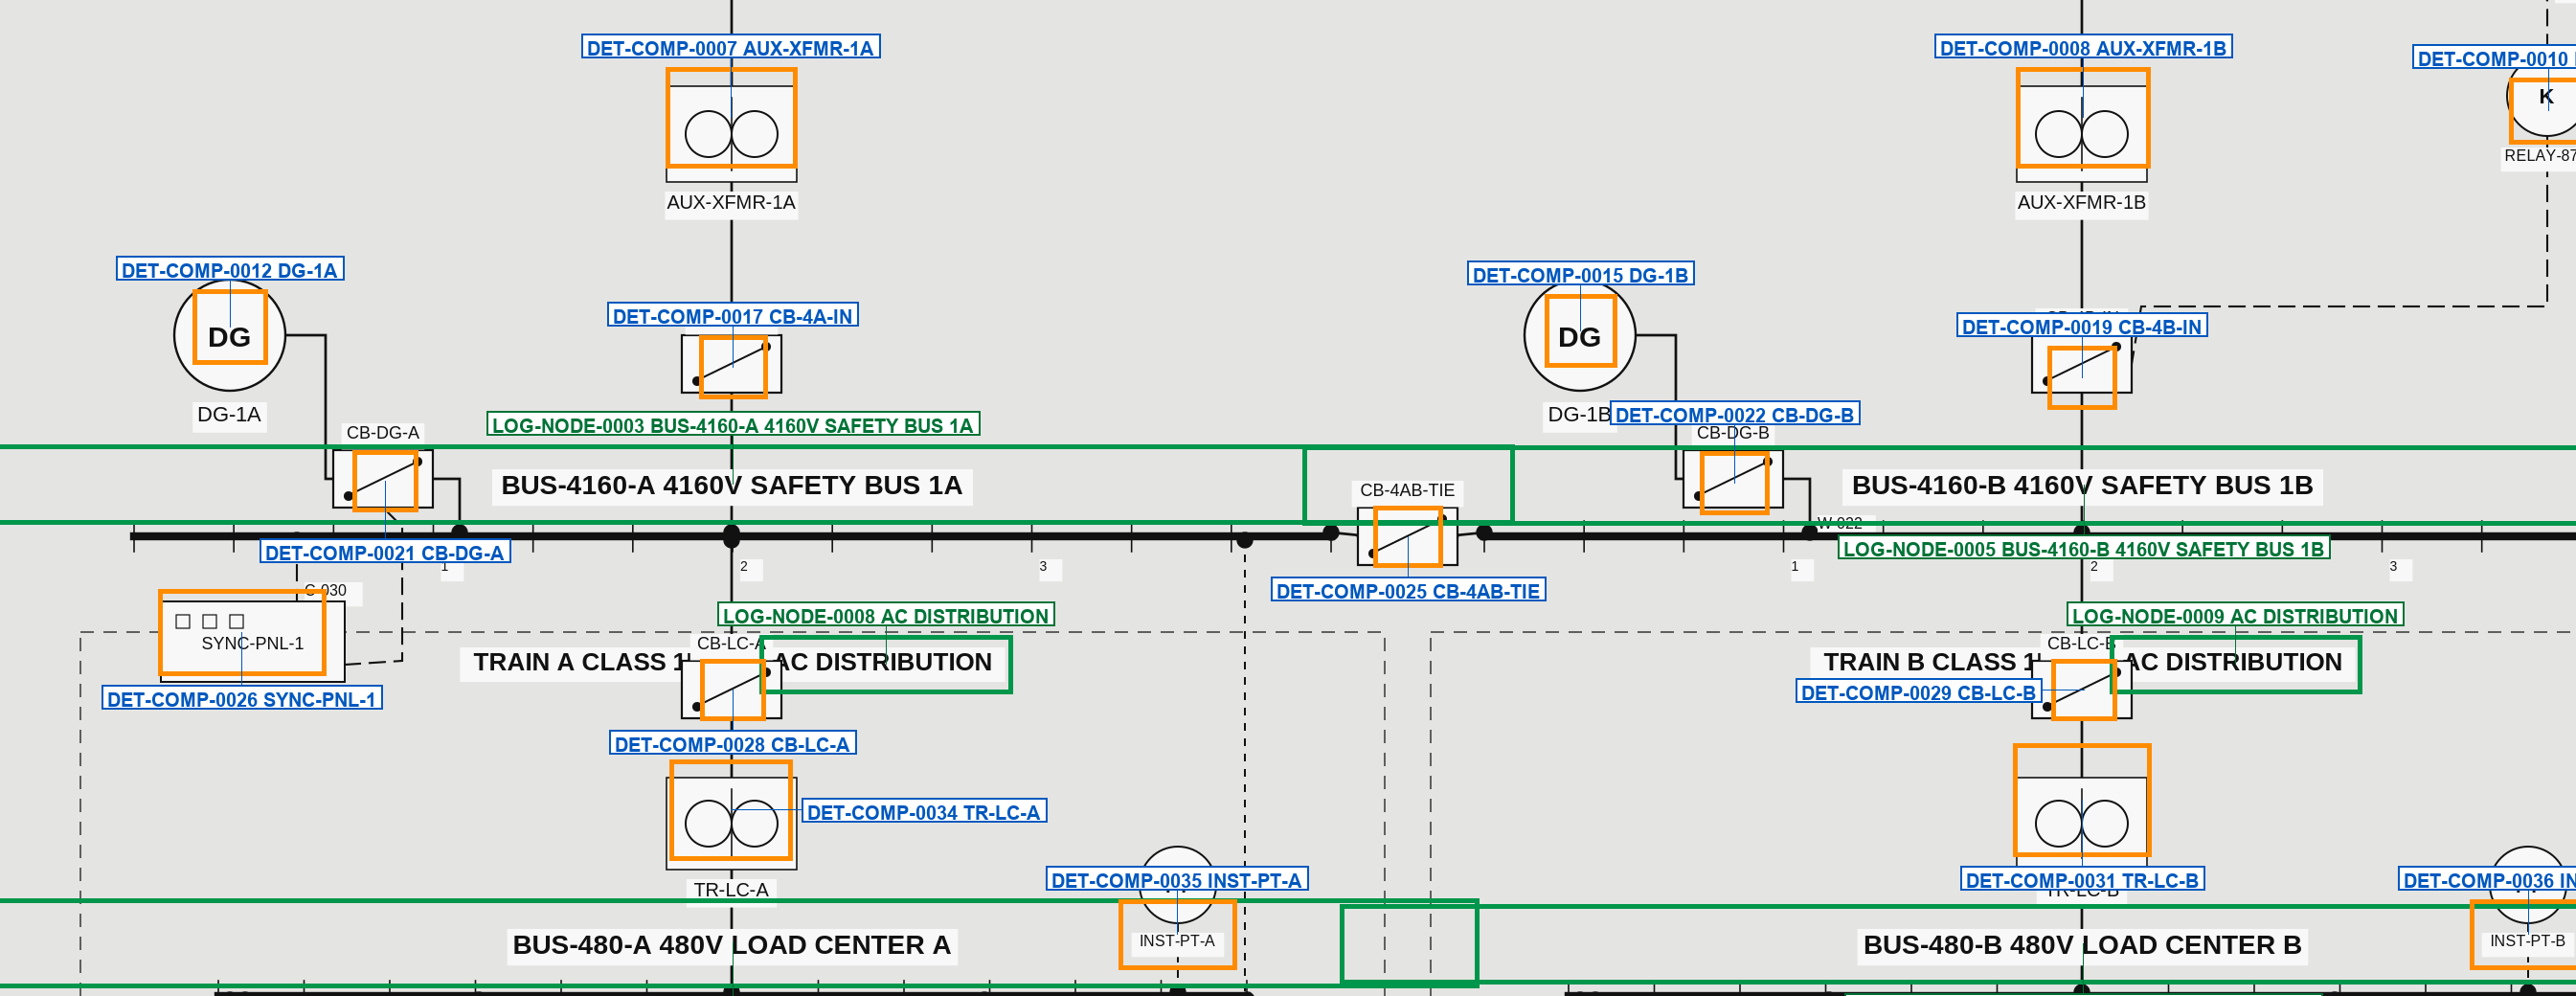 DET-COMP-0007 AUX-XFMR-1A
DET-COMP-0008 AUX-XFMR-1B
DET-COMP-0010
K
RELAY-87
AUX-XFMR-1A
AUX-XFMR-1B
DET-COMP-0012 DG-1A
DET-COMP-0015 DG-1B
DET-COMP-0017 CB-4A-IN
DET-COMP-0019 CB-4B-IN
DG
DG
DG-1A
DG-1B
DET-COMP-0022 CB-DG-B
LOG-NODE-0003 BUS-4160-A 4160V SAFETY BUS 1A
CB-DG-A
CB-DG-B
BUS-4160-A 4160V SAFETY BUS 1A
CB-4AB-TIE
BUS-4160-B 4160V SAFETY BUS 1B
W-022
DET-COMP-0021 CB-DG-A
LOG-NODE-0005 BUS-4160-B 4160V SAFETY BUS 1B
1
2
3
1
2
3
DET-COMP-0025 CB-4AB-TIE
C-030
LOG-NODE-0008 AC DISTRIBUTION
LOG-NODE-0009 AC DISTRIBUTION
SYNC-PNL-1
CB-LC-A
CB-LC-B
TRAIN A CLASS AC DISTRIBUTION
TRAIN B CLASS AC DISTRIBUTION
DET-COMP-0026 SYNC-PNL-1
DET-COMP-0029 CB-LC-B
DET-COMP-0028 CB-LC-A
DET-COMP-0034 TR-LC-A
TR-LC-A
DET-COMP-0035 INST-PT-A
DET-COMP-0031 TR-LC-B
DET-COMP-0036
TR-LC-B
BUS-480-A 480V LOAD CENTER A
INST-PT-A
BUS-480-B 480V LOAD CENTER B
INST-PT-B